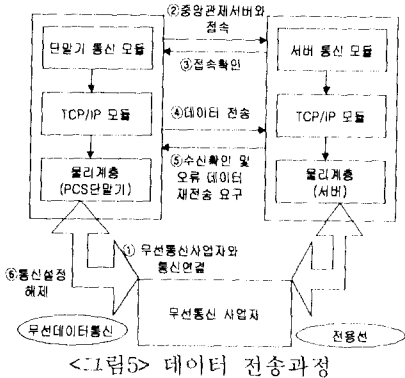 ②중앙관제서버와
접속
단말기 통신 모듈
서버 통신 모듈
③접속확인
TCP/IP 모듈
④데이터 전송
TCP/IP 모듈
⑤수신확인 및
오류 데이터
재전송 요구
물리계층
(PCS단말기)
물리계층
(서버)
① 무선통신사업자와
통신연결
⑥통신설정
해제
무선통신 사업자
무선데이터통신
전용선
<그림5> 데이터 전송과정